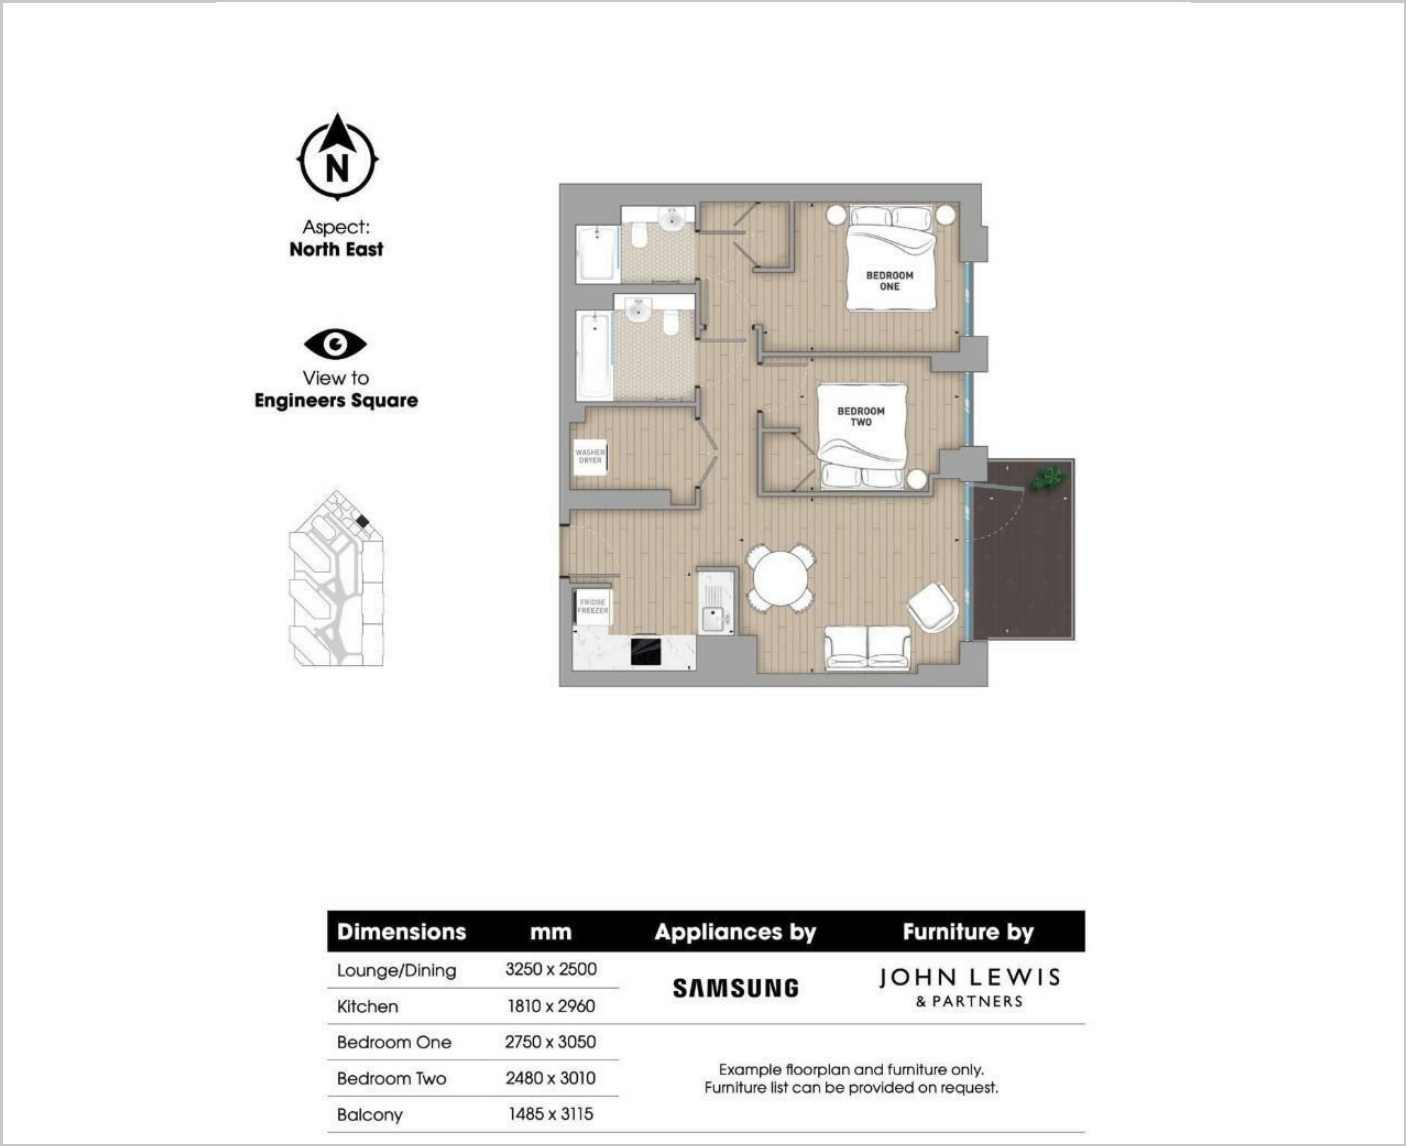 N
Aspect:
North East
View to
Engineers Square
BEDROOM
ONE
BEDROOM
TWO
WASHER
DRYER
FRIDGE
FREEZER
Dimensions mm Appliances by Furniture by
Lounge/Dining 3250 x 2500
Kitchen 1810 x 2960
Bedroom One 2750 x 3050
Bedroom Two 2480 x 3010
Balcony 1485 x 3115
SAMSUNG
JOHN LEWIS
& PARTNERS
Example floorplan and furniture only.
Furniture list can be provided on request.